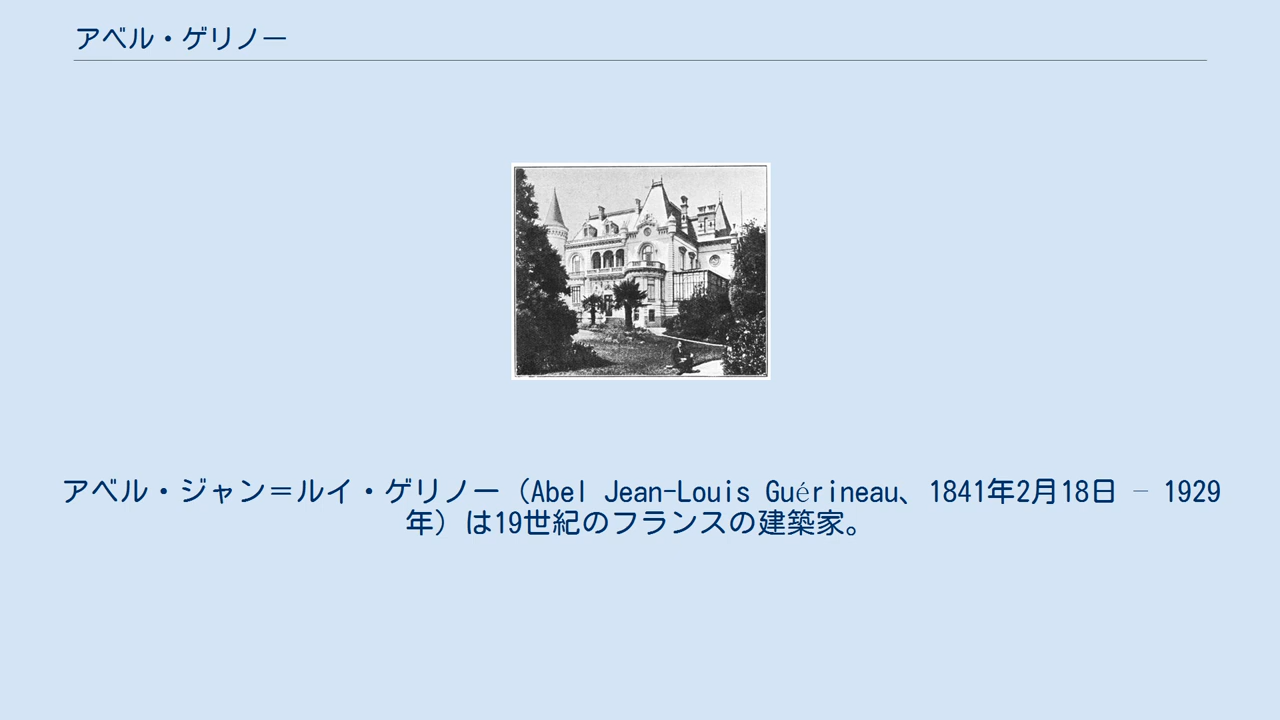 アベル・ゲリノー
アベル・ジャン＝ルイ・ゲリノー（Abel Jean-Louis Guérineau、1841年2月18日 – 1929
年）は19世紀のフランスの建築家。